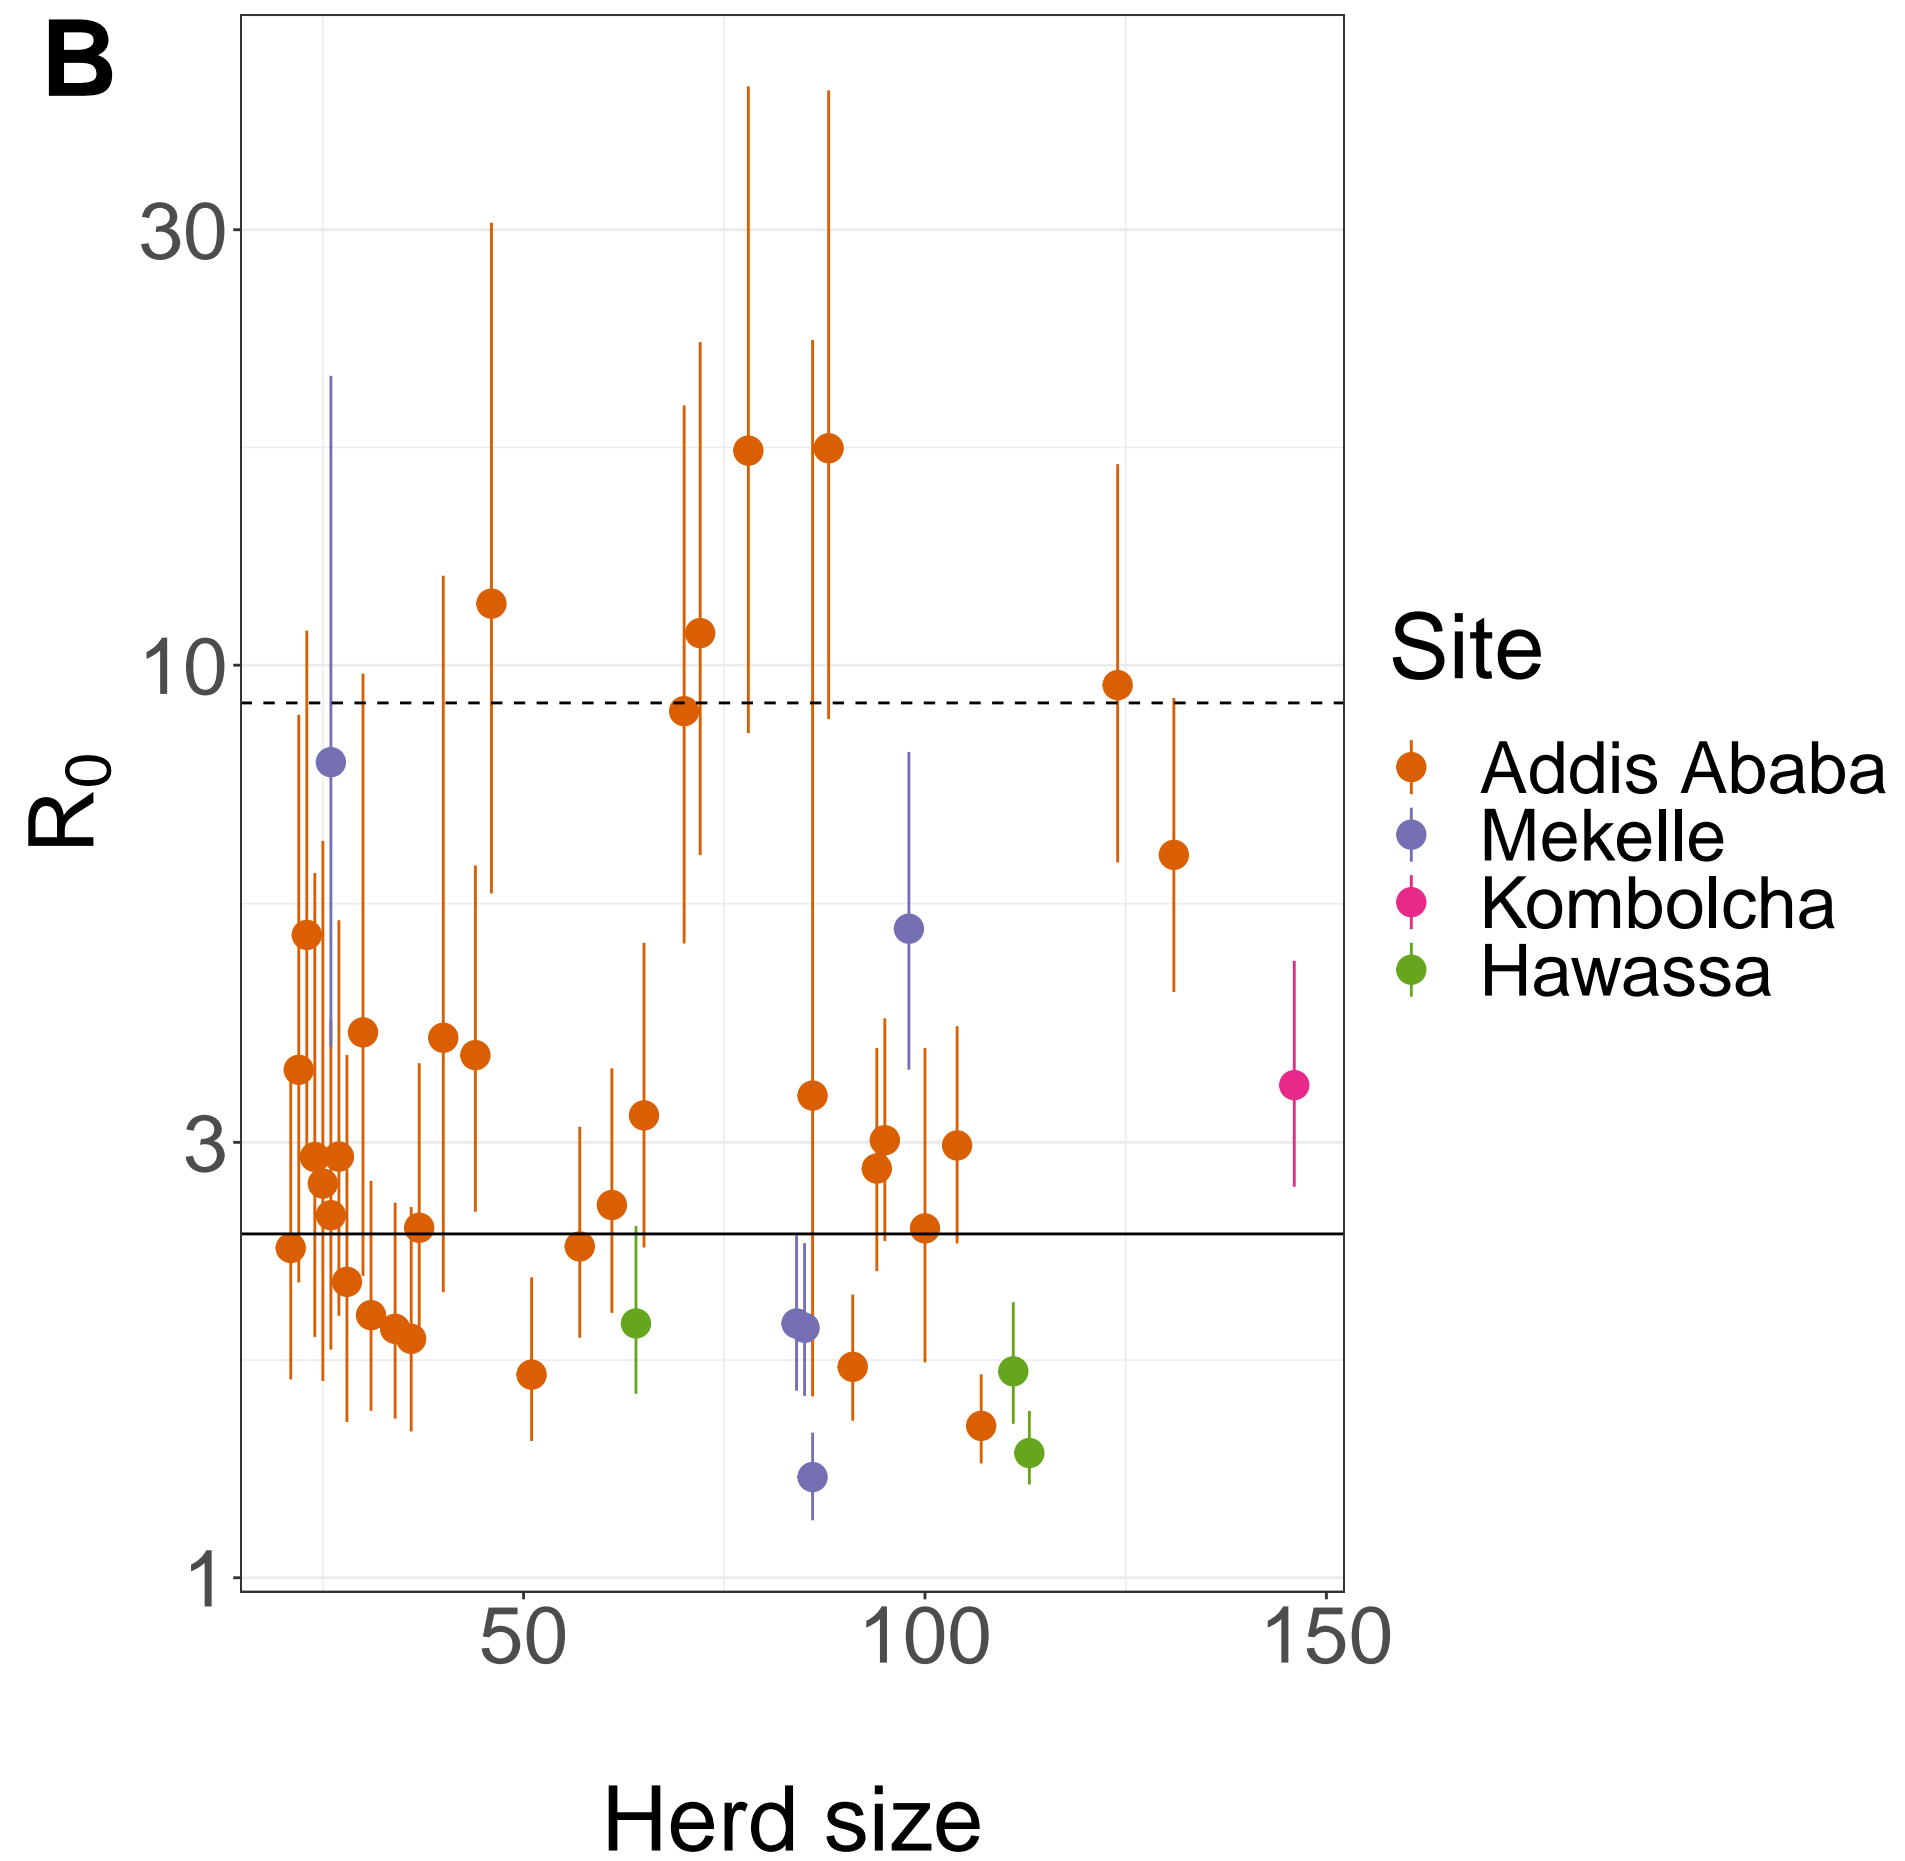 B
30
10
3
1
R0
50 100 150
Herd size
Site
Addis Ababa
Mekelle
Kombolcha
Hawassa